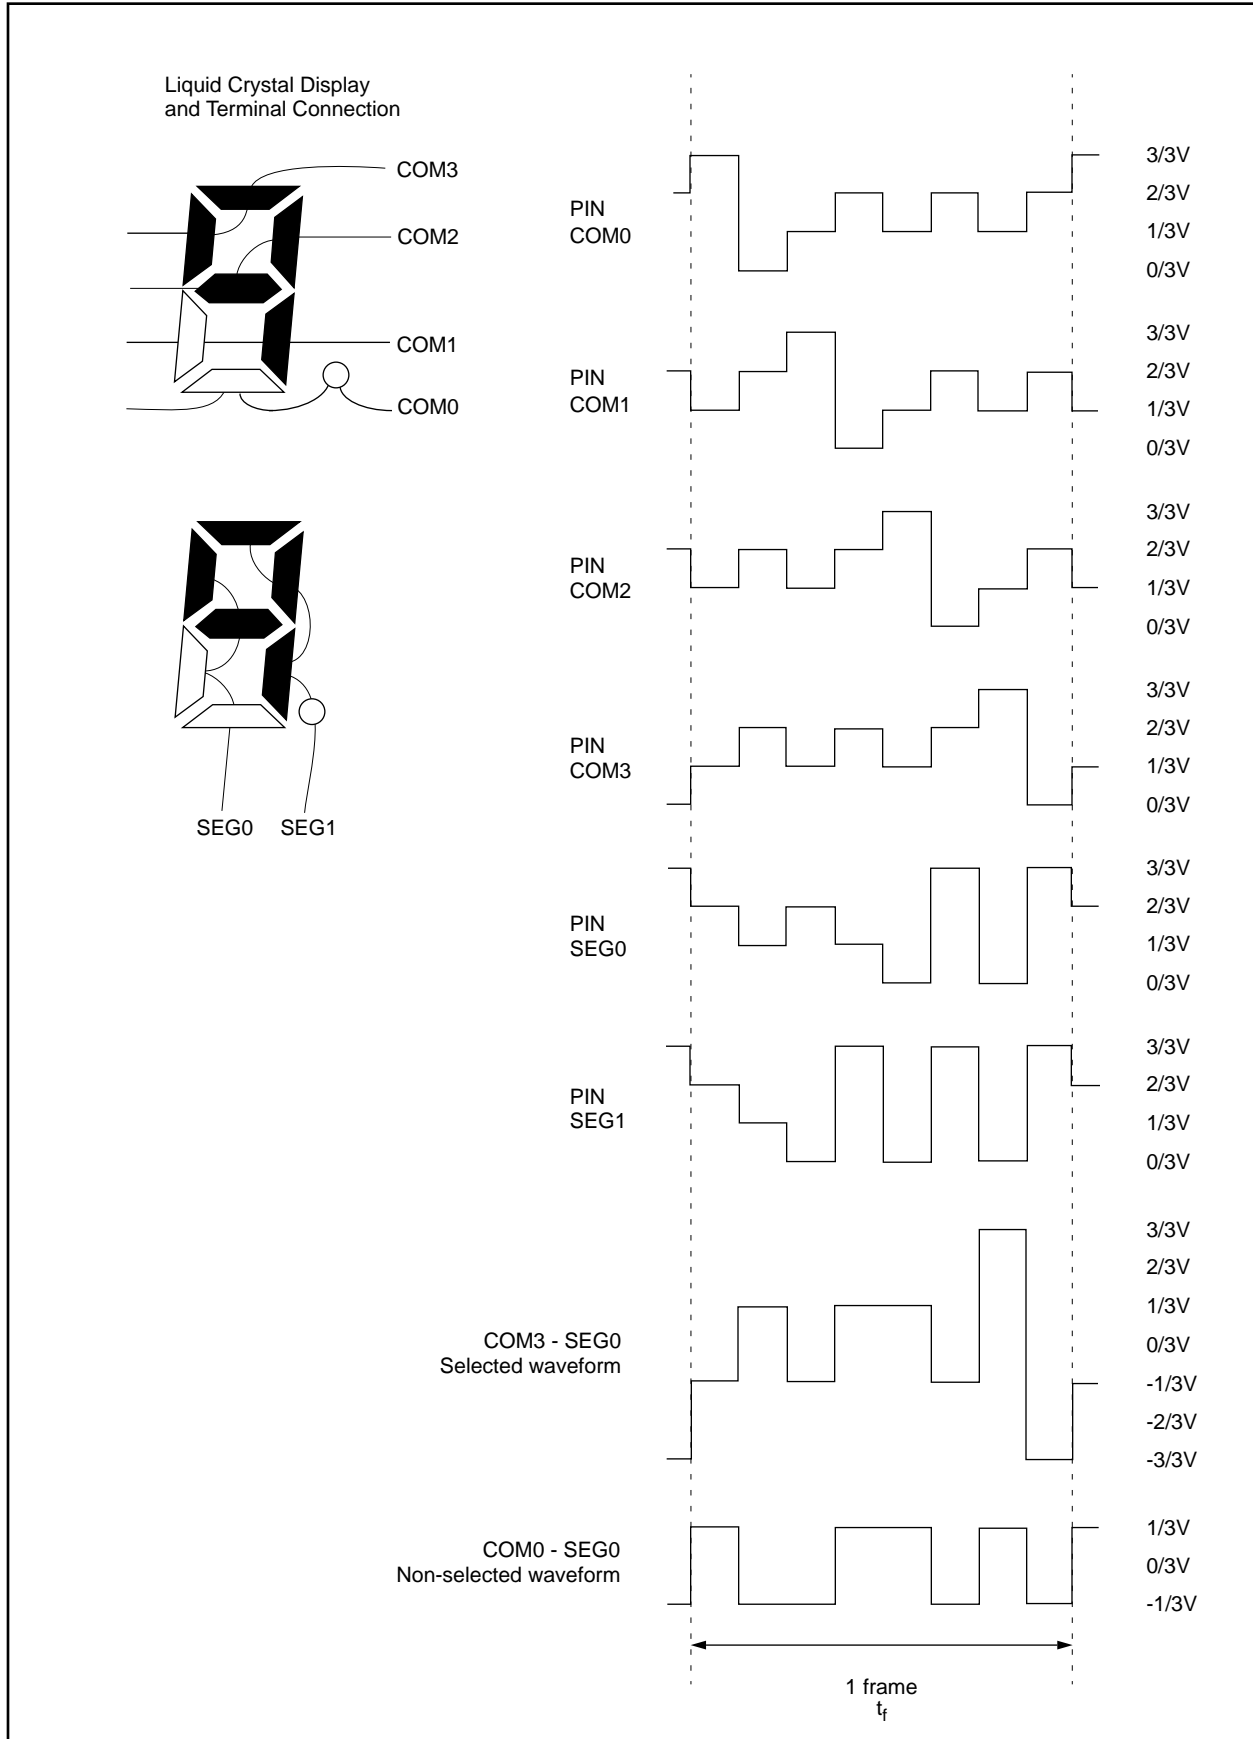 Liquid Crystal Display
and Terminal Connection
COM3
COM2
COM1
COM0
SEG0 SEG1
PIN
COM0
3/3V
2/3V
1/3V
0/3V
PIN
COM1
3/3V
2/3V
1/3V
0/3V
PIN
COM2
3/3V
2/3V
1/3V
0/3V
PIN
COM3
3/3V
2/3V
1/3V
0/3V
PIN
SEG0
3/3V
2/3V
1/3V
0/3V
PIN
SEG1
3/3V
2/3V
1/3V
0/3V
COM3 - SEG0
Selected waveform
3/3V
2/3V
1/3V
0/3V
-1/3V
-2/3V
-3/3V
COM0 - SEG0
Non-selected waveform
1/3V
0/3V
-1/3V
1 frame
tf